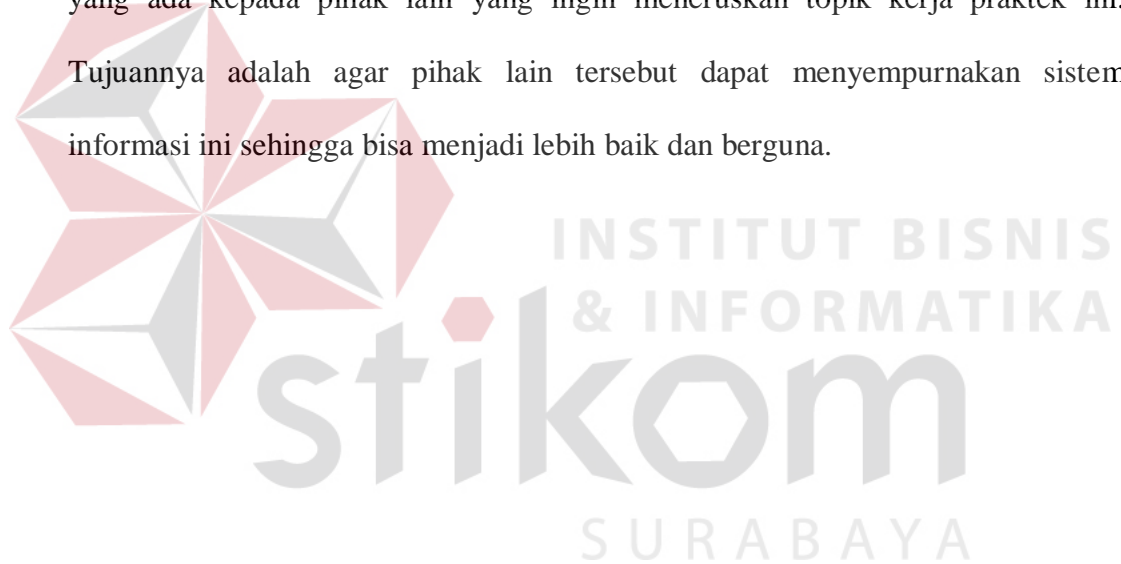 yang ada kepada pihak lain yang ingin meneruskan topik kerja praktek ini.
Tujuannya adalah agar pihak lain tersebut dapat menyempurnakan sistem
informasi ini sehingga bisa menjadi lebih baik dan berguna.
INSTITUT BISNIS
& INFORMATIKA
stikom
SURABAYA